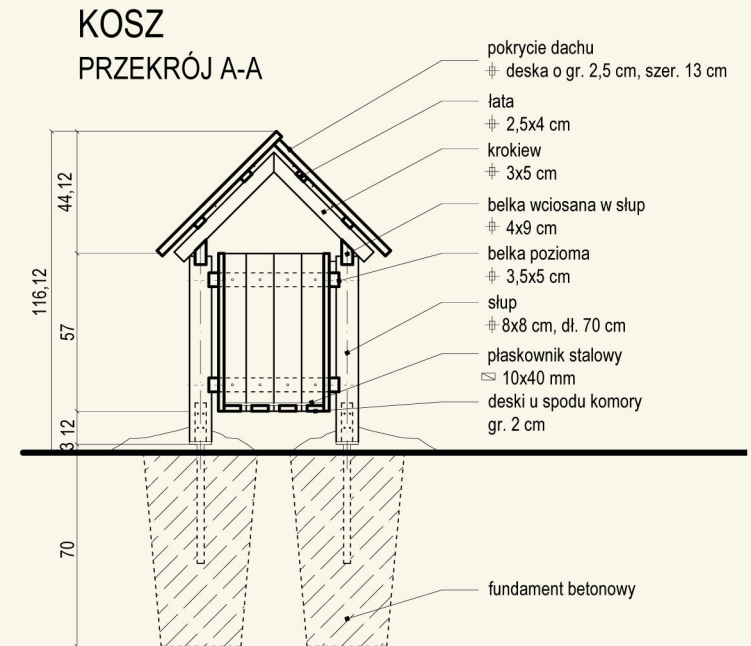 KOSZ
PRZEKRÓJ A-A
pokrycie dachu
deska o gr. 2,5 cm, szer. 13 cm
łata
2,5x4 cm
krokiew
3x5 cm
belka wciosana w słup
4x9 cm
belka pozioma
3,5x5 cm
słup
8x8 cm, dł. 70 cm
płaskownik stalowy
10x40 mm
deski u spodu komory
gr. 2 cm
fundament betonowy
116,12
44,12
57
12
3
70